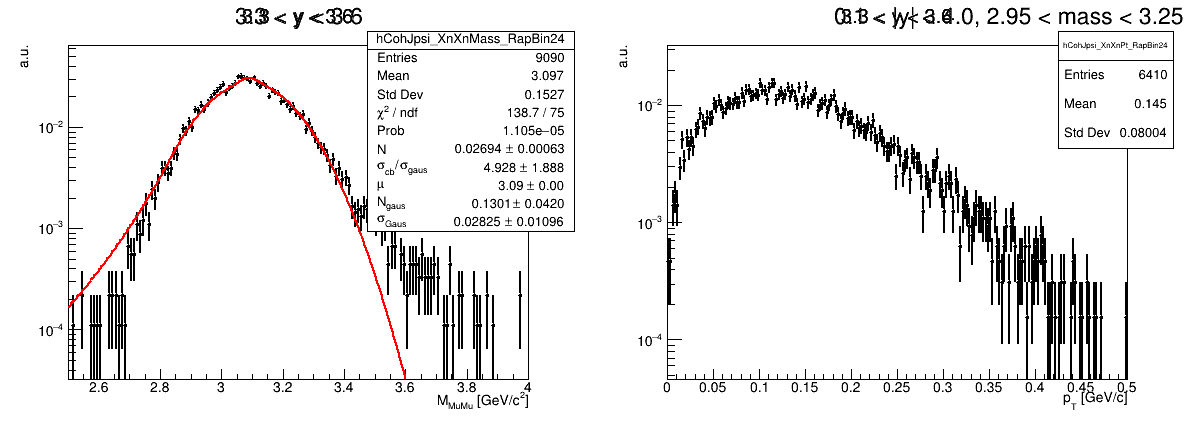 a.u.
hCohJpsi_XnXnMass_RapBin24
Entries 9090
Mean 3.097
Std Dev 0.1527
χ² / ndf 138.7 / 75
Prob 1.105e−05
N 0.02694 ± 0.00063
σcb/σgaus 4.928 ± 1.888
μ 3.09 ± 0.00
Ngaus 0.1301 ± 0.0420
σGaus 0.02825 ± 0.01096
10⁻²
10⁻³
10⁻⁴
2.6 2.8 3 3.2 3.4 3.6 3.8 4
MMuMu [GeV/c²]
4.0, 2.95 < mass < 3.25
a.u.
hCohJpsi_XnXnPt_RapBin24
Entries 6410
Mean 0.145
Std Dev 0.08004
10⁻²
10⁻³
10⁻⁴
0 0.05 0.1 0.15 0.2 0.25 0.3 0.35 0.4 0.45 0.5
pT [GeV/c]